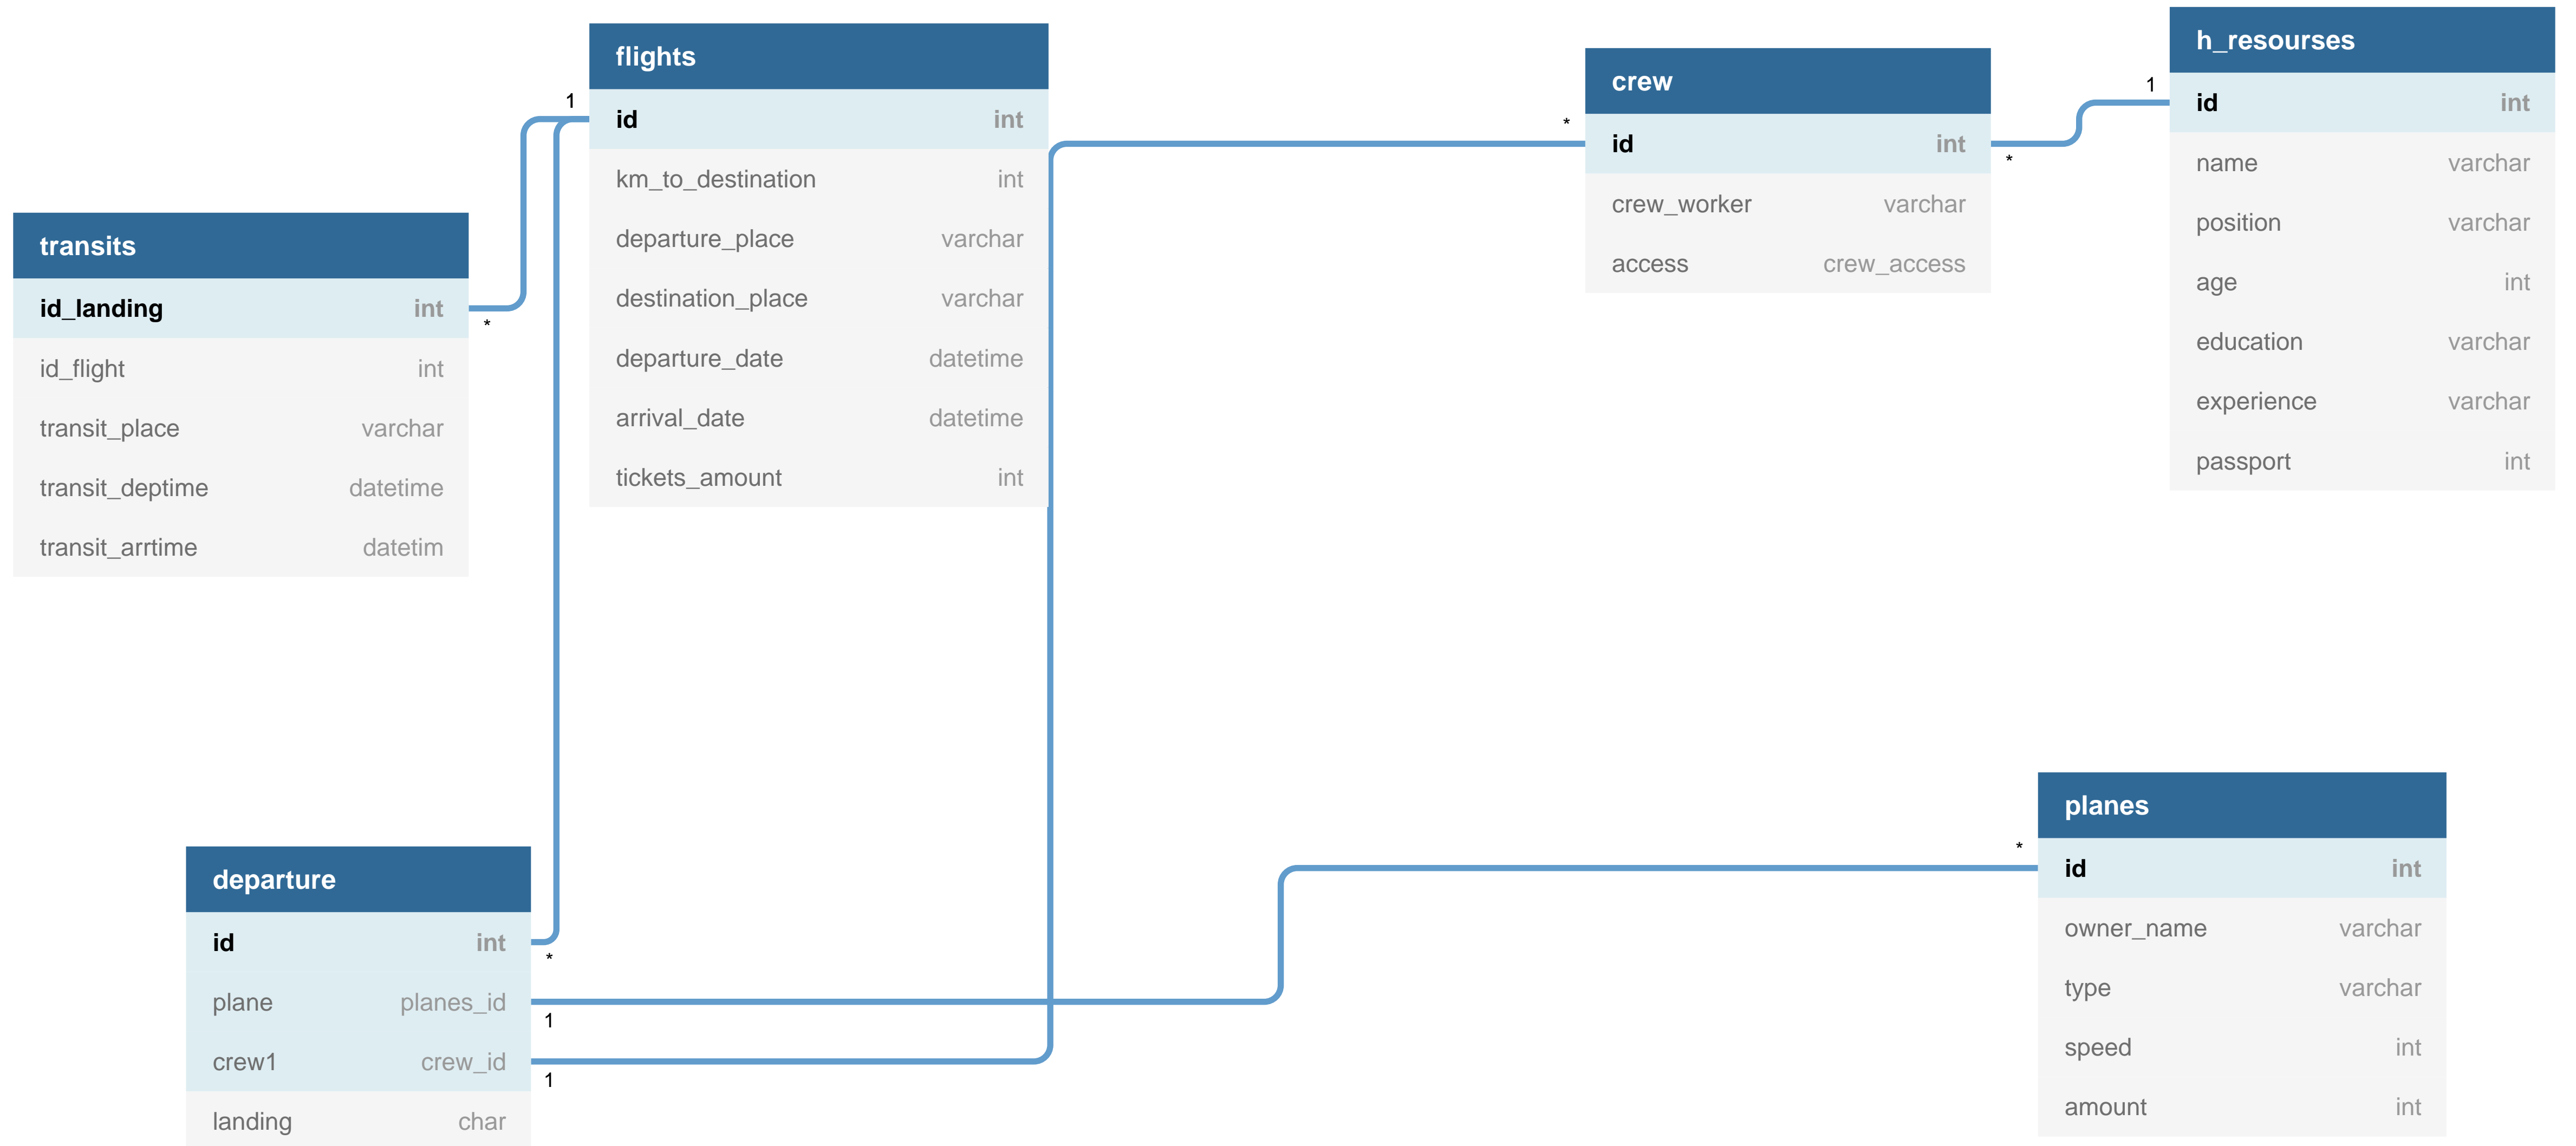 flights
id int
km_to_destination int
departure_place varchar
destination_place varchar
departure_date datetime
arrival_date datetime
tickets_amount int
1
*
transits
id_landing int
id_flight int
transit_place varchar
transit_deptime datetime
transit_arrtime datetim
*
crew
id int
crew_worker varchar
access crew_access
*
1
h_resourses
id int
name varchar
position varchar
age int
education varchar
experience varchar
passport int
departure
id int
plane planes_id
crew1 crew_id
landing char
*
1
1
*
planes
id int
owner_name varchar
type varchar
speed int
amount int